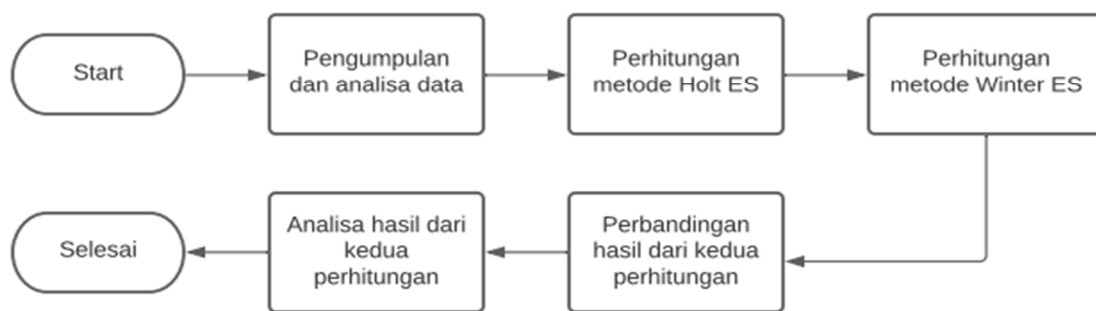 Start
Pengumpulan
dan analisa data
Perhitungan
metode Holt ES
Perhitungan
metode Winter ES
Perbandingan
hasil dari kedua
perhitungan
Analisa hasil dari
kedua
perhitungan
Selesai